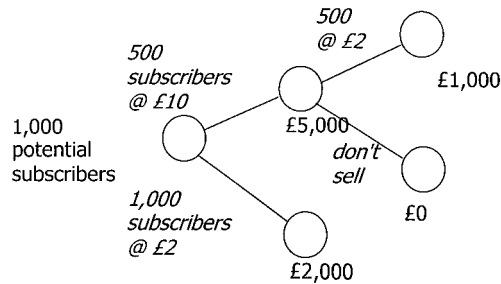 500
@ £2
£1,000
500
subscribers
@ £10
£5,000
1,000
potential
subscribers
don't
sell
£0
1,000
subscribers
@ £2
£2,000